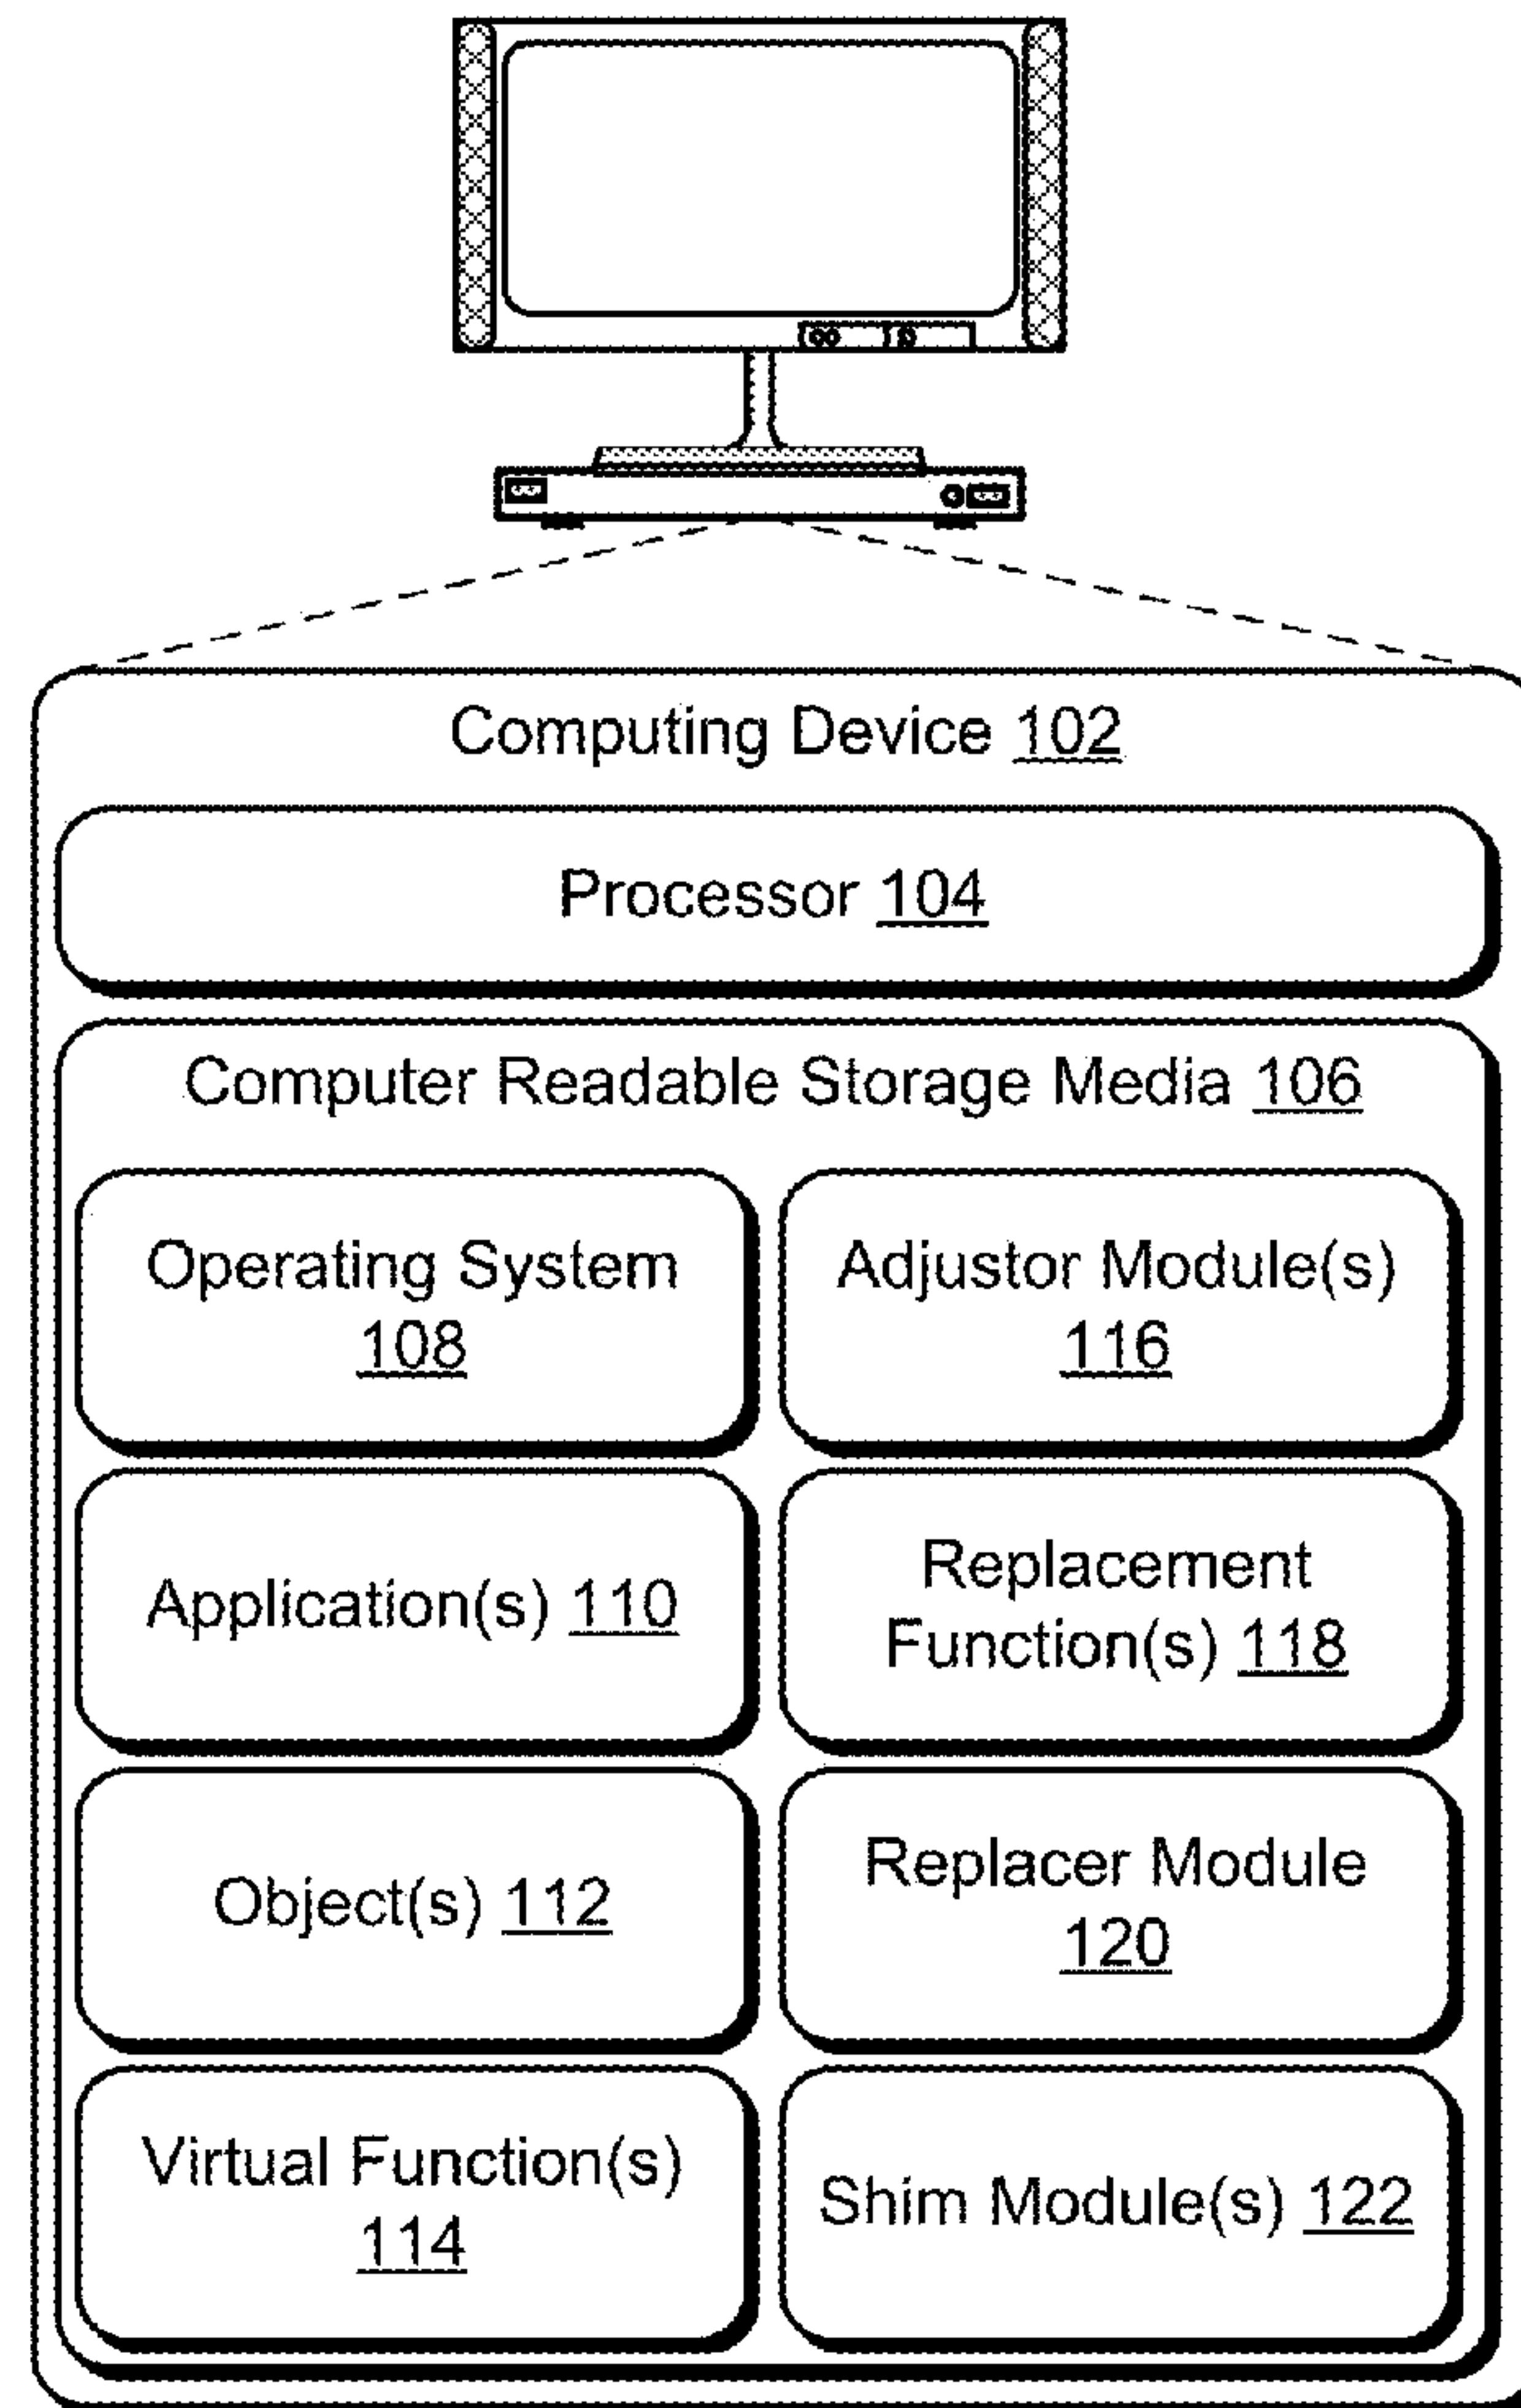 Computing Device 102
Processor 104
Computer Readable Storage Media 106
Operating System
108
Adjustor Module(s)
116
Application(s) 110
Replacement
Function(s) 118
Object(s) 112
Replacer Module
120
Virtual Function(s)
114
Shim Module(s) 122